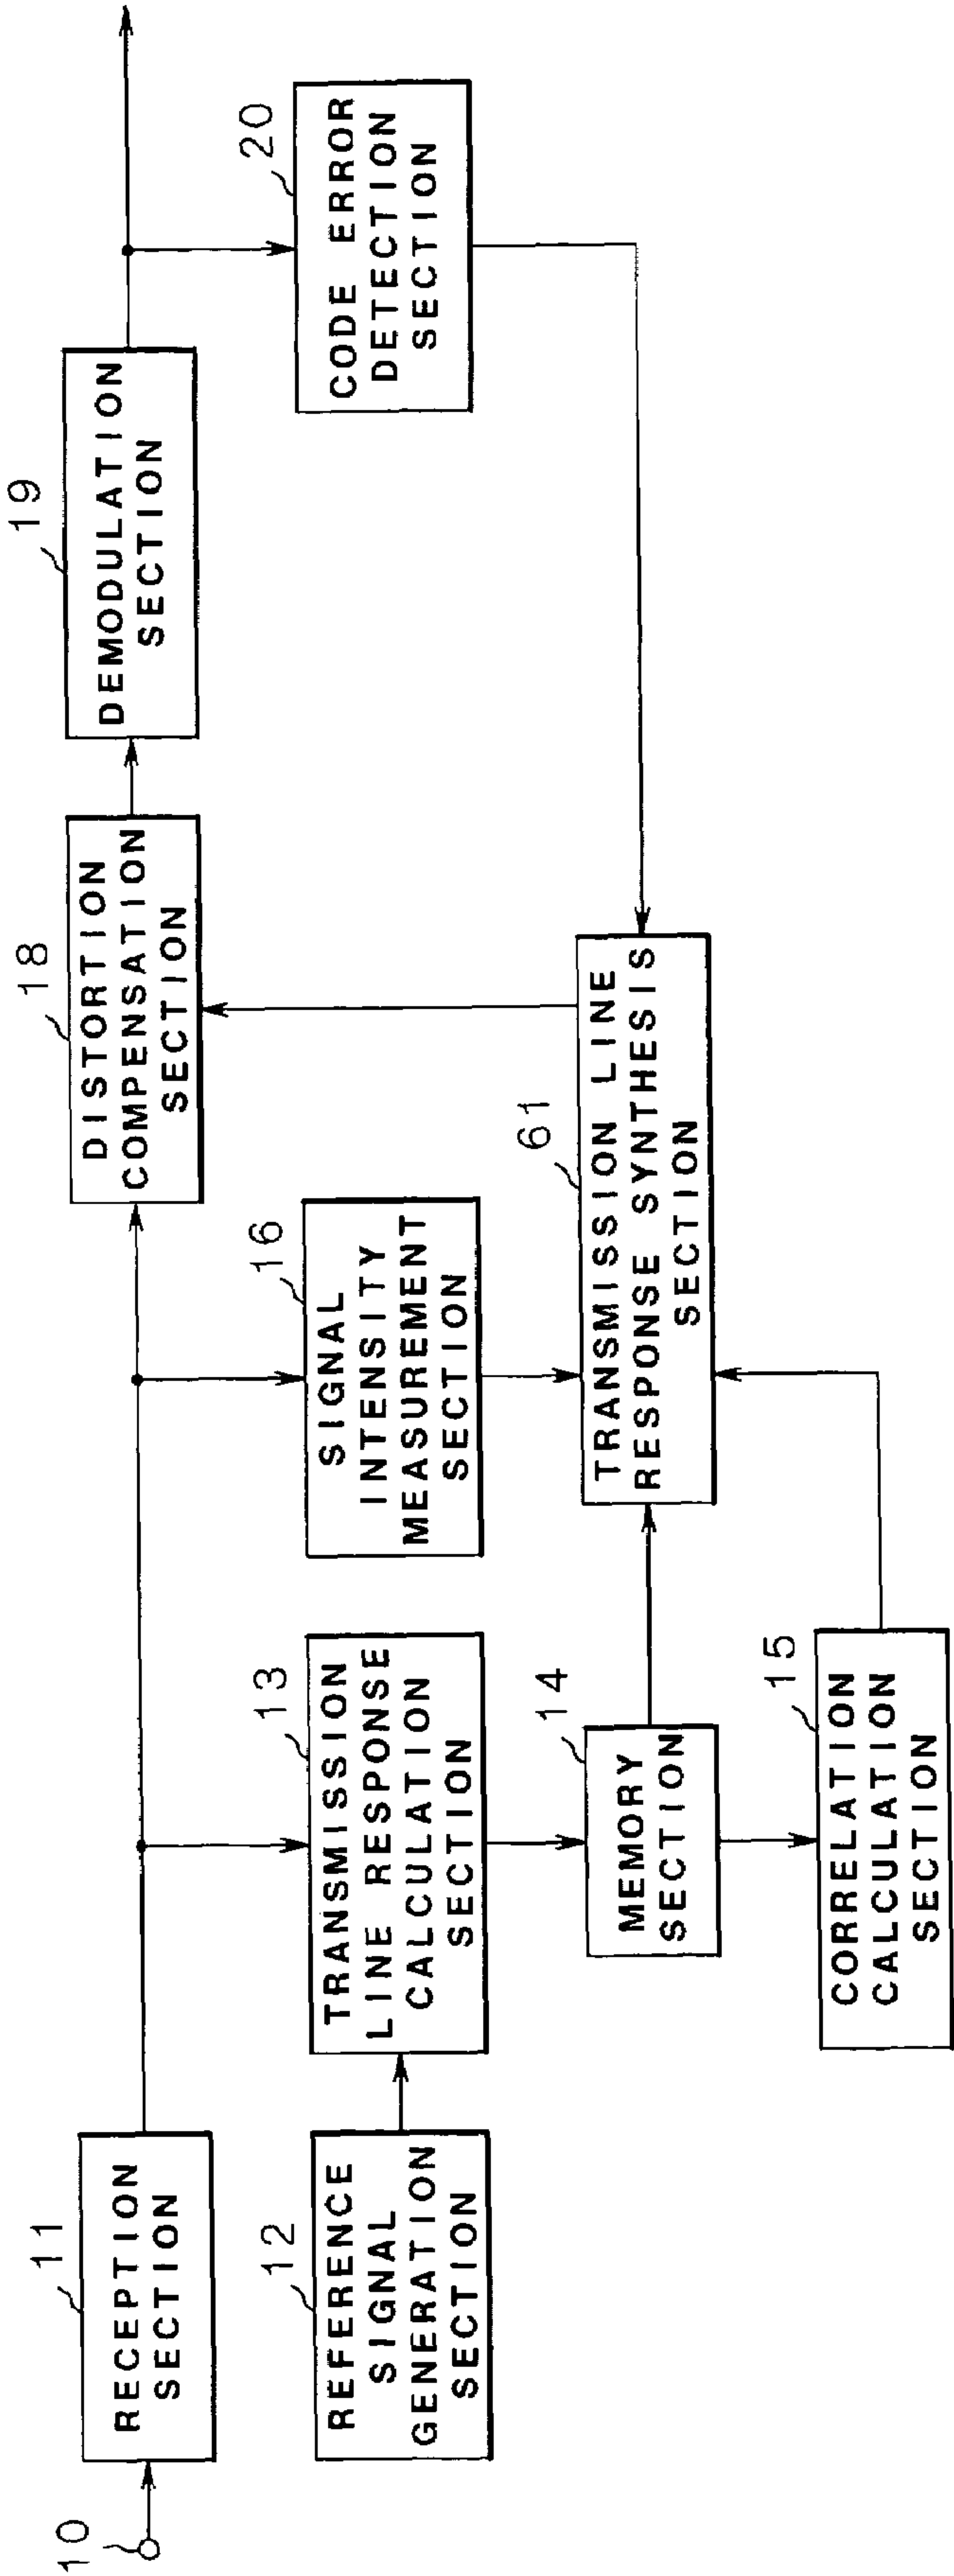 10
11
RECEPTION
SECTION
12
REFERENCE
SIGNAL
GENERATION
SECTION
13
TRANSMISSION
LINE RESPONSE
CALCULATION
SECTION
14
MEMORY
SECTION
15
CORRELATION
CALCULATION
SECTION
16
SIGNAL
INTENSITY
MEASUREMENT
SECTION
61
TRANSMISSION LINE
RESPONSE SYNTHESIS
SECTION
18
DISTORTION
COMPENSATION
SECTION
19
DEMODULATION
SECTION
20
CODE ERROR
DETECTION
SECTION